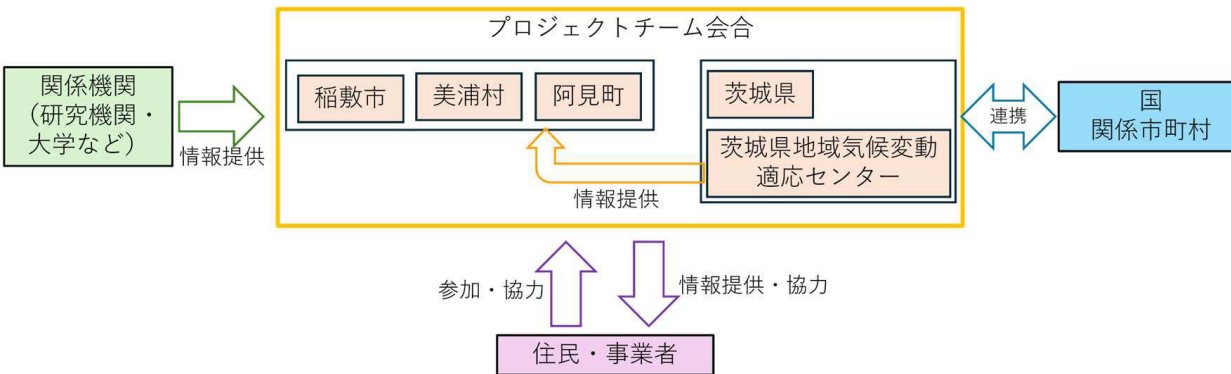 プロジェクトチーム会合
関係機関
（研究機関・
大学など）
情報提供
稲敷市
美浦村
阿見町
茨城県
茨城県地域気候変動
適応センター
情報提供
連携
国
関係市町村
参加・協力
情報提供・協力
住民・事業者